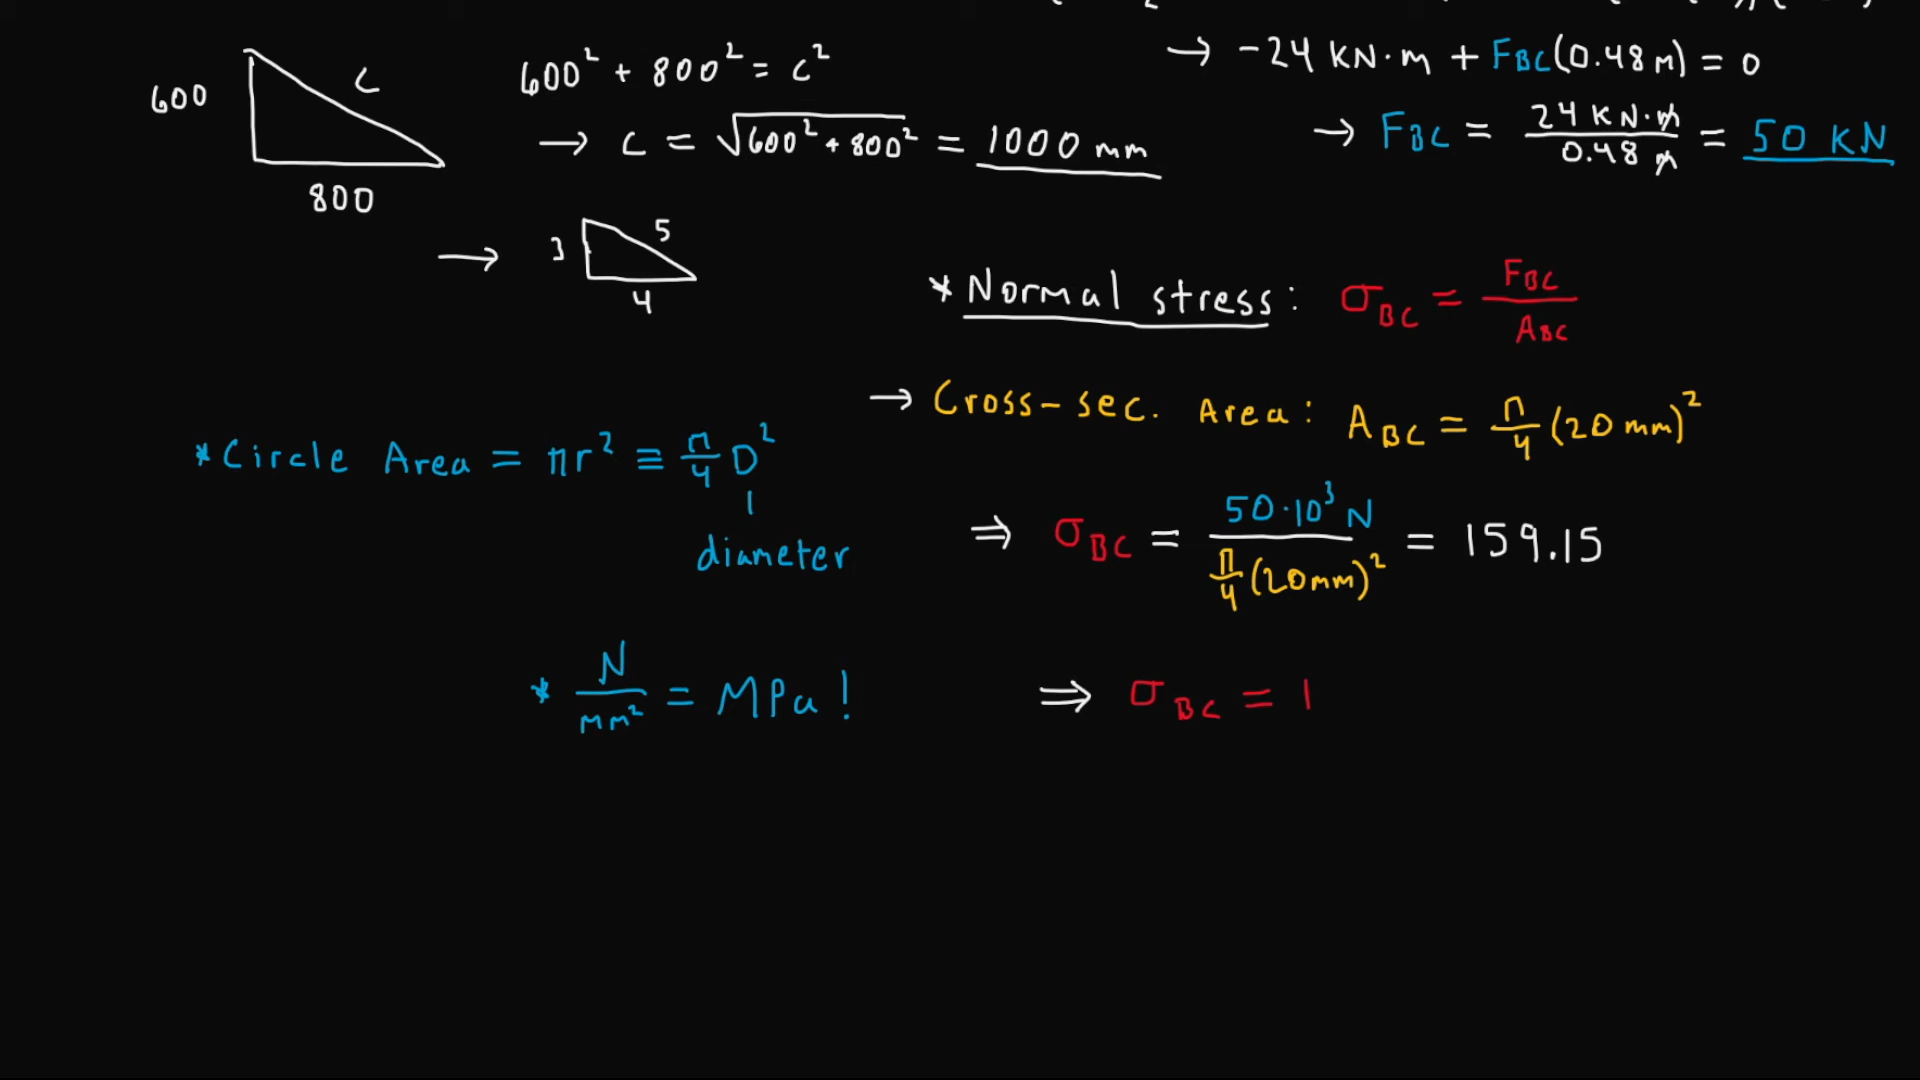 600
c
800
600² + 800² = c²
→ c = √600² + 800² = 1000 mm
→ 3 5 4
→ -24 KN·m + FBC(0.48 m) = 0
→ FBC = 24 KN·m / 0.48 m = 50 KN
*Normal stress: σBC = FBC / ABC
→ Cross-sec. Area: ABC = π/4 (20 mm)²
*Circle Area = πr² ≡ π/4 D²
diameter
⇒ σBC = 50·10³ N / π/4 (20mm)² = 159.15
* N/mm² = MPa!
⇒ σBC = 1